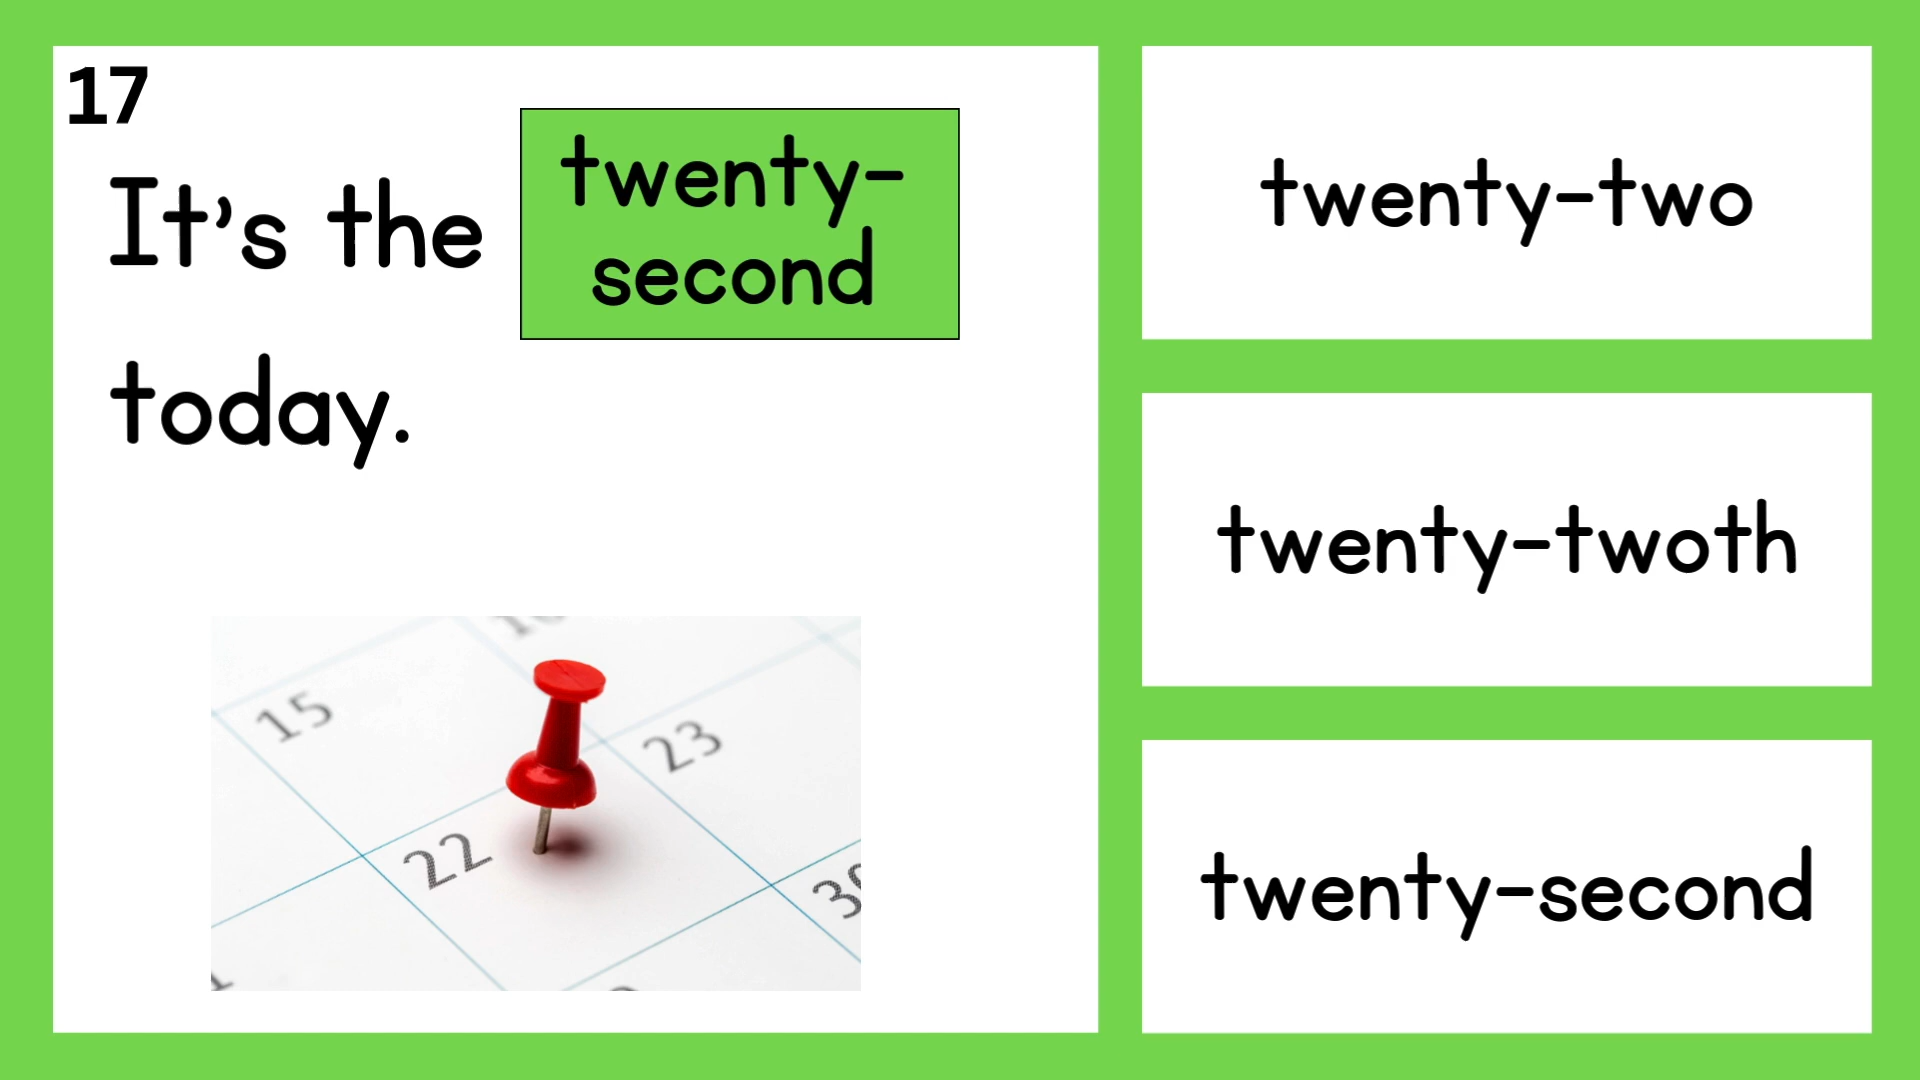 17
It's the twenty-
second
today.
15
23
22
twenty-two
twenty-twoth
twenty-second